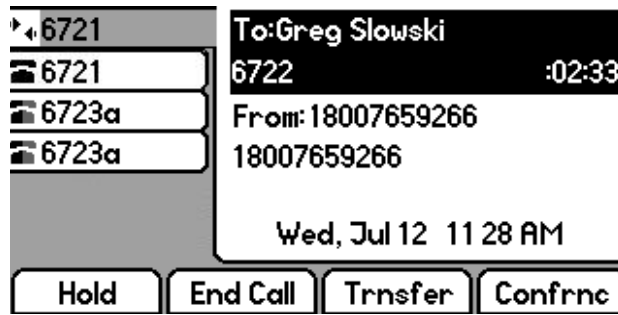 6721
6721
6723a
6723a
To:Greg Slowski
6722 :02:33
From:18007659266
18007659266
Wed, Jul 12 11 28 AM
Hold End Call Trnsfer Confrnc